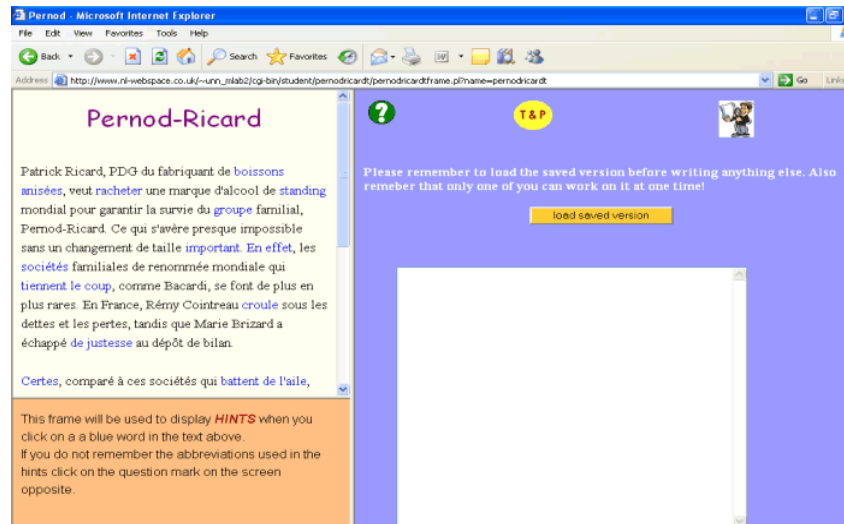 Pernod - Microsoft Internet Explorer
File Edit View Favorites Tools Help
Back Search Favorites
Address http://www.nl-webspace.co.uk/~unn_mlab2/cgi-bin/student/pernodricardt/pernodricardtframe.pl?name=pernodricardt Go Links
Pernod-Ricard
Patrick Ricard, PDG du fabriquant de boissons
anisées, veut racheter une marque d'alcool de standing
mondial pour garantir la survie du groupe familial,
Pernod-Ricard. Ce qui s'avère presque impossible
sans un changement de taille important. En effet, les
sociétés familiales de renommée mondiale qui
tiennent le coup, comme Bacardi, se font de plus en
plus rares. En France, Rémy Cointreau croule sous les
dettes et les pertes, tandis que Marie Brizard a
échappé de justesse au dépôt de bilan.
Certes, comparé à ces sociétés qui battent de l'aile,
This frame will be used to display HINTS when you
click on a a blue word in the text above.
If you do not remember the abbreviations used in the
hints click on the question mark on the screen
opposite.
?
T & P
Please remember to load the saved version before writing anything else. Also
remeber that only one of you can work on it at one time!
load saved version